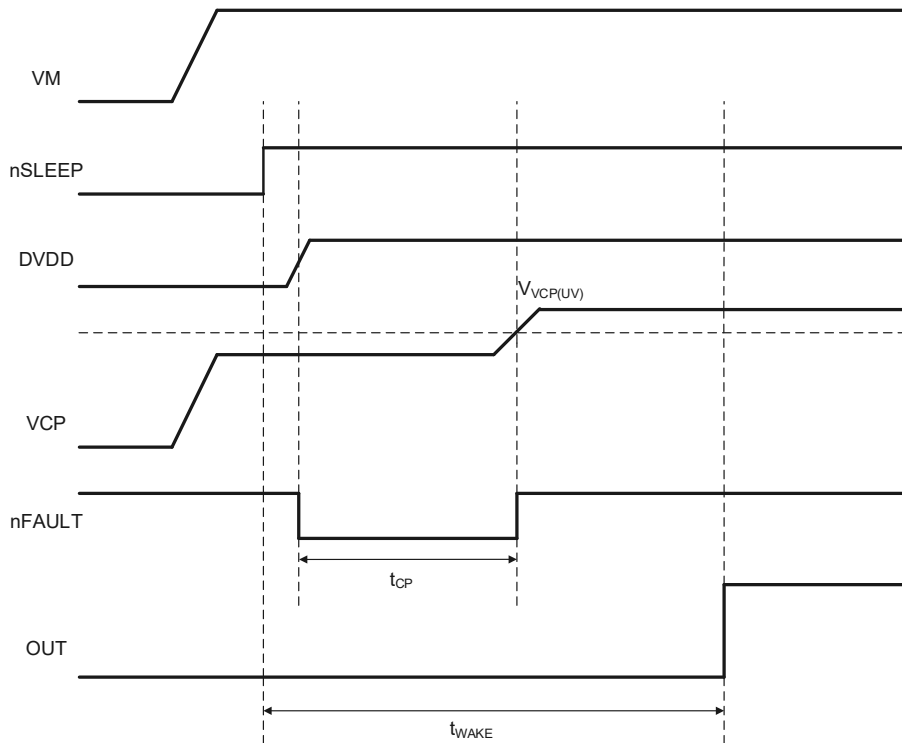 VM
nSLEEP
DVDD
VVCP(UV)
VCP
nFAULT
tCP
OUT
tWAKE